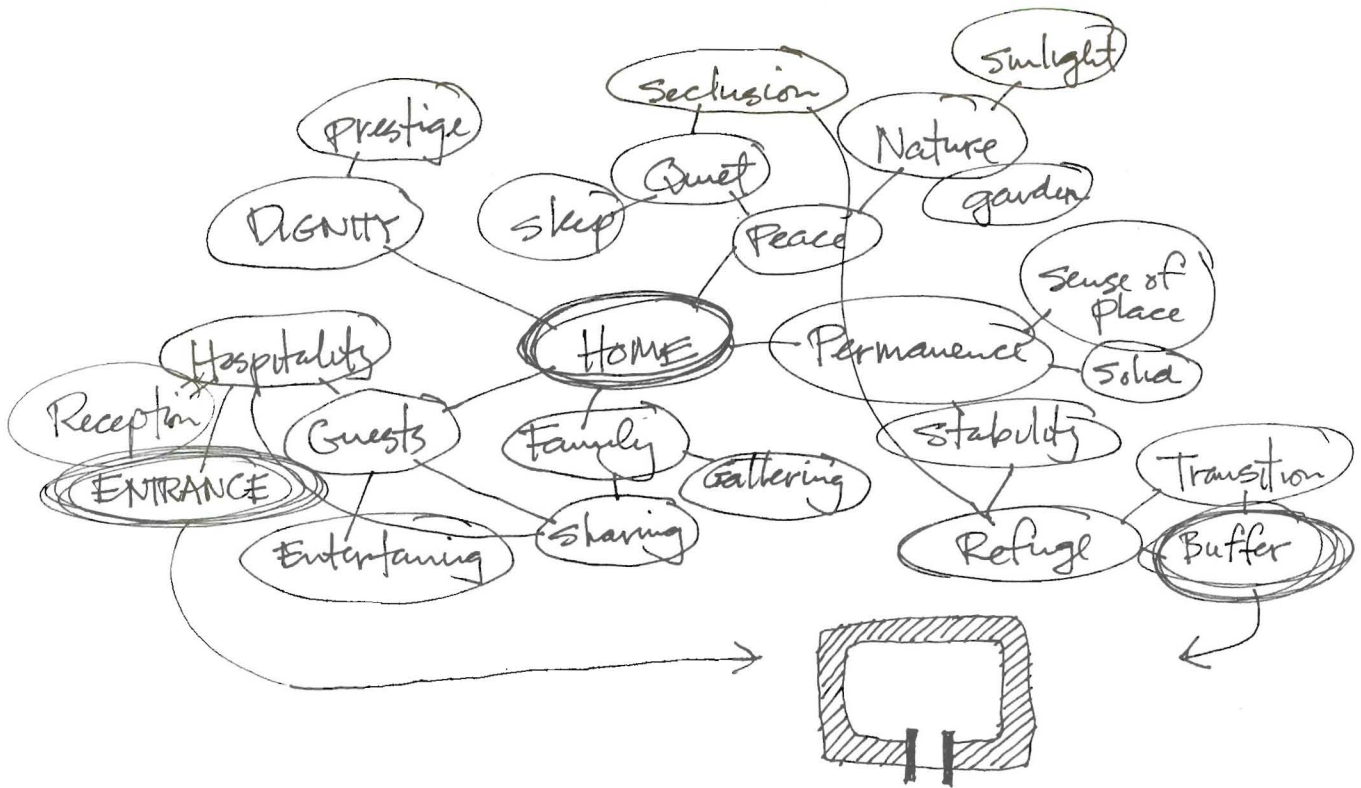 Sunlight
Seclusion
prestige
Nature
Quiet
garden
Sleep
DIGNITY
Peace
sense of
place
HOME
Permanence
Hospitality
Solid
Reception
Guests
Family
Stability
Gathering
Transition
ENTRANCE
Sharing
Entertaining
Refuge
Buffer